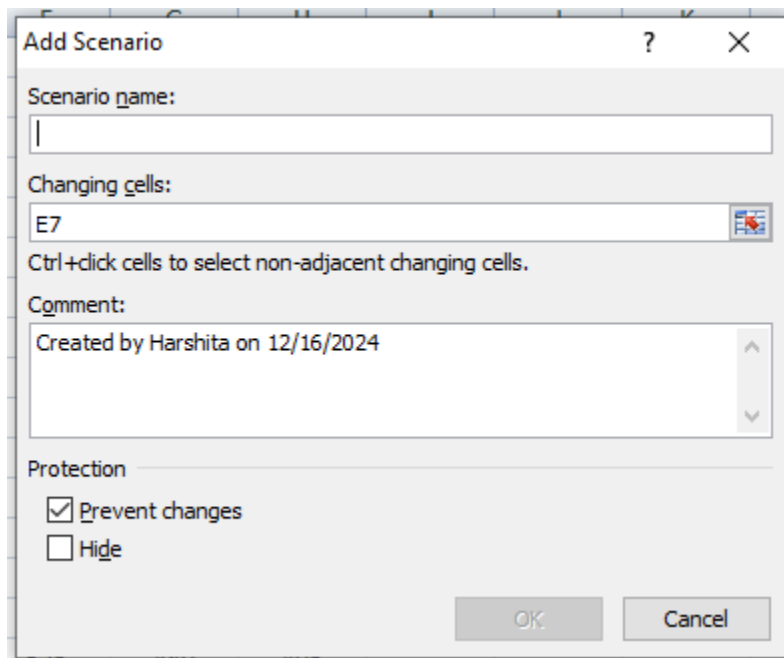 Add Scenario ?
Scenario name:
Changing cells:
E7
Ctrl+click cells to select non-adjacent changing cells.
Comment:
Created by Harshita on 12/16/2024
Protection
Prevent changes
Hide
OK Cancel